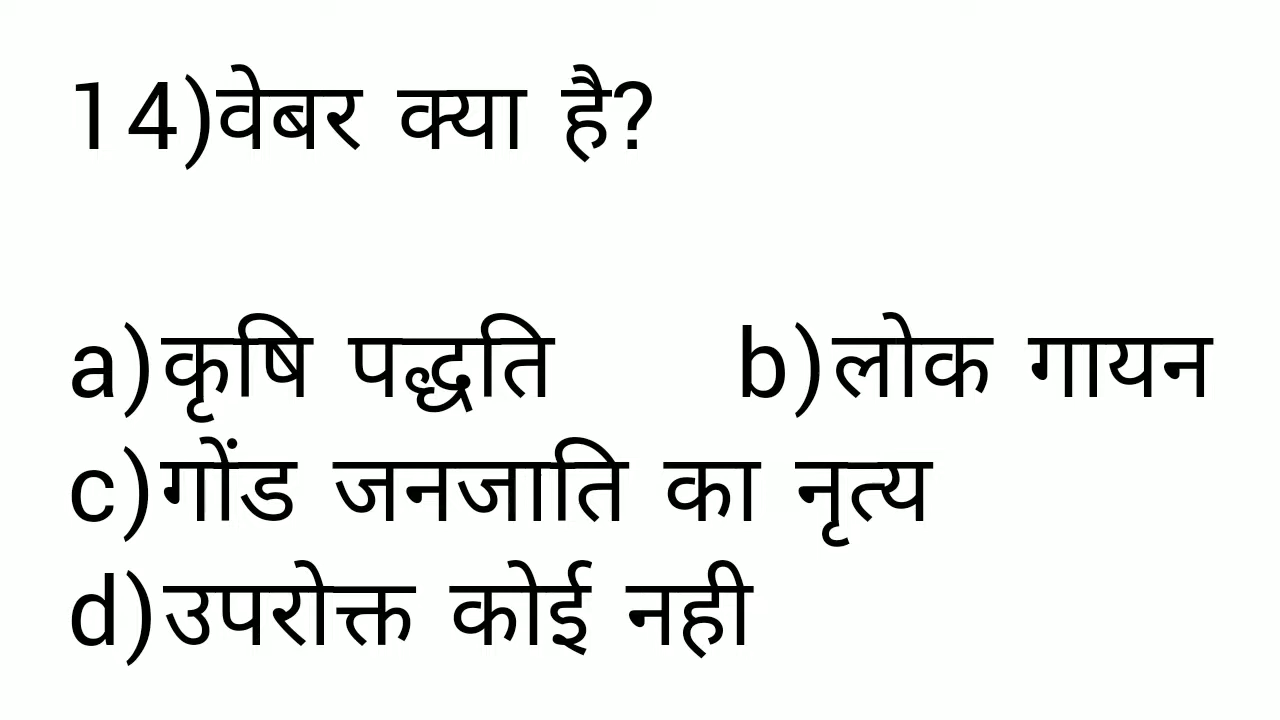 14)वेबर क्या है?
a)कृषि पद्धति b)लोक गायन
c)गोंड जनजाति का नृत्य
d)उपरोक्त कोई नही